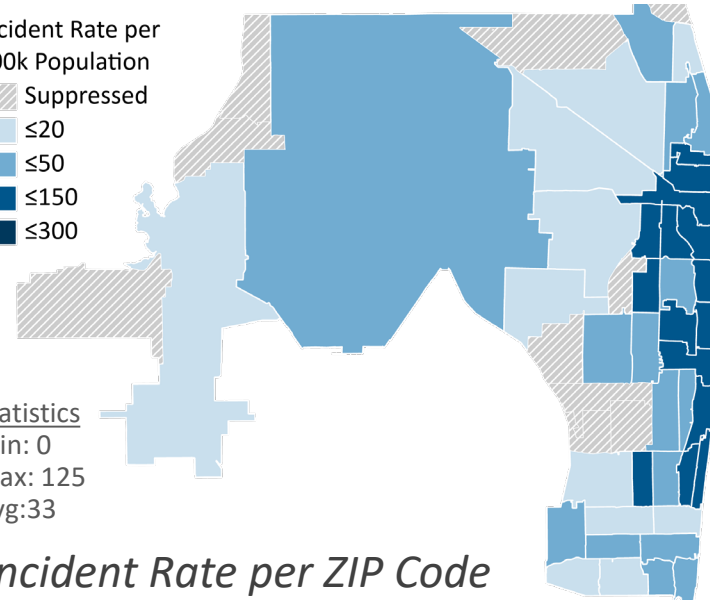 cident Rate per
00k Population
Suppressed
≤20
≤50
≤150
≤300
atistics
in: 0
ax: 125
vg:33
ncident Rate per ZIP Code